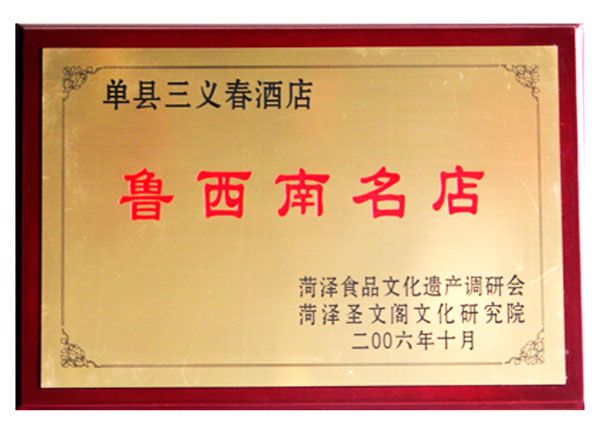 单县三义春酒店
鲁西南名店
菏泽食品文化遗产调研会
菏泽圣文阁文化研究院
二00六年十月